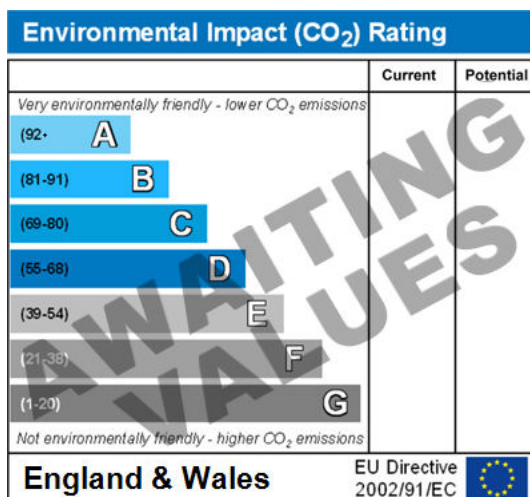 Environmental Impact (CO₂) Rating
Current Potential
Very environmentally friendly - lower CO₂ emissions
(92+ A
(81-91) B
(69-80) C
(55-68) D
(39-54) E
(21-38) F
(1-20) G
AWAITING
VALUES
Not environmentally friendly - higher CO₂ emissions
England & Wales
EU Directive
2002/91/EC